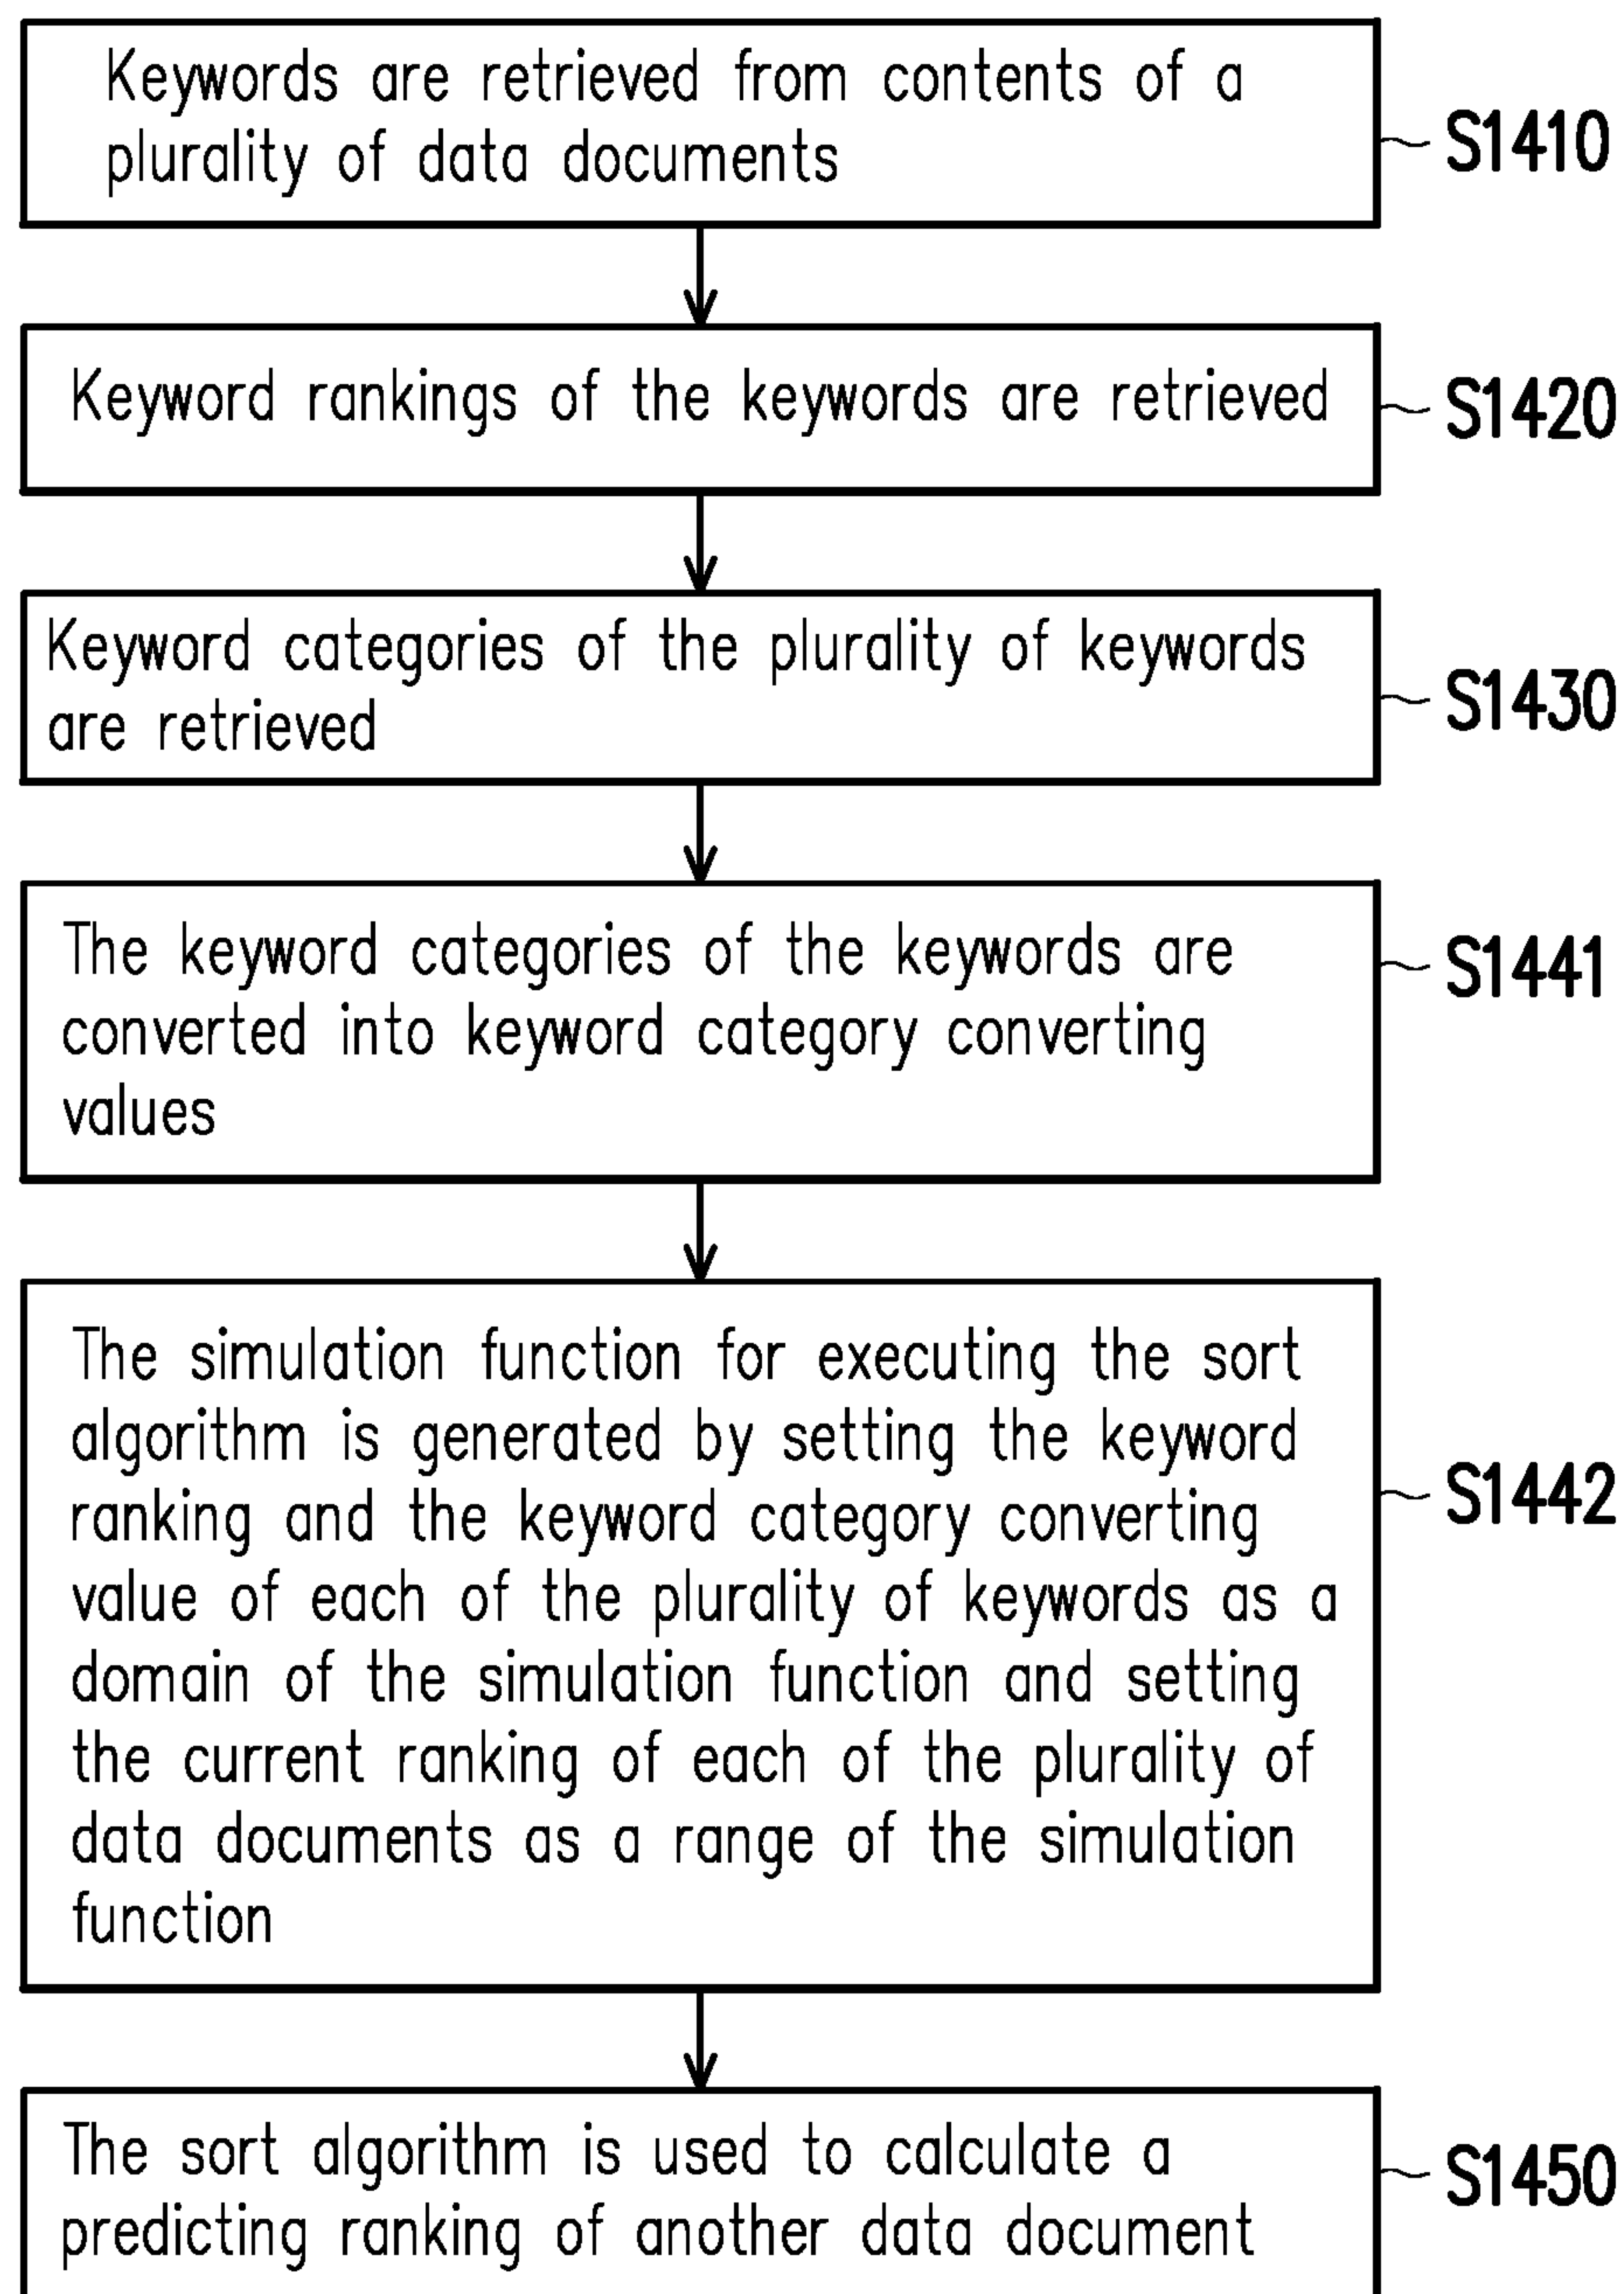 Keywords are retrieved from contents of a
plurality of data documents
S1410
Keyword rankings of the keywords are retrieved
S1420
Keyword categories of the plurality of keywords
are retrieved
S1430
The keyword categories of the keywords are
converted into keyword category converting
values
S1441
The simulation function for executing the sort
algorithm is generated by setting the keyword
ranking and the keyword category converting
value of each of the plurality of keywords as a
domain of the simulation function and setting
the current ranking of each of the plurality of
data documents as a range of the simulation
function
S1442
The sort algorithm is used to calculate a
predicting ranking of another data document
S1450